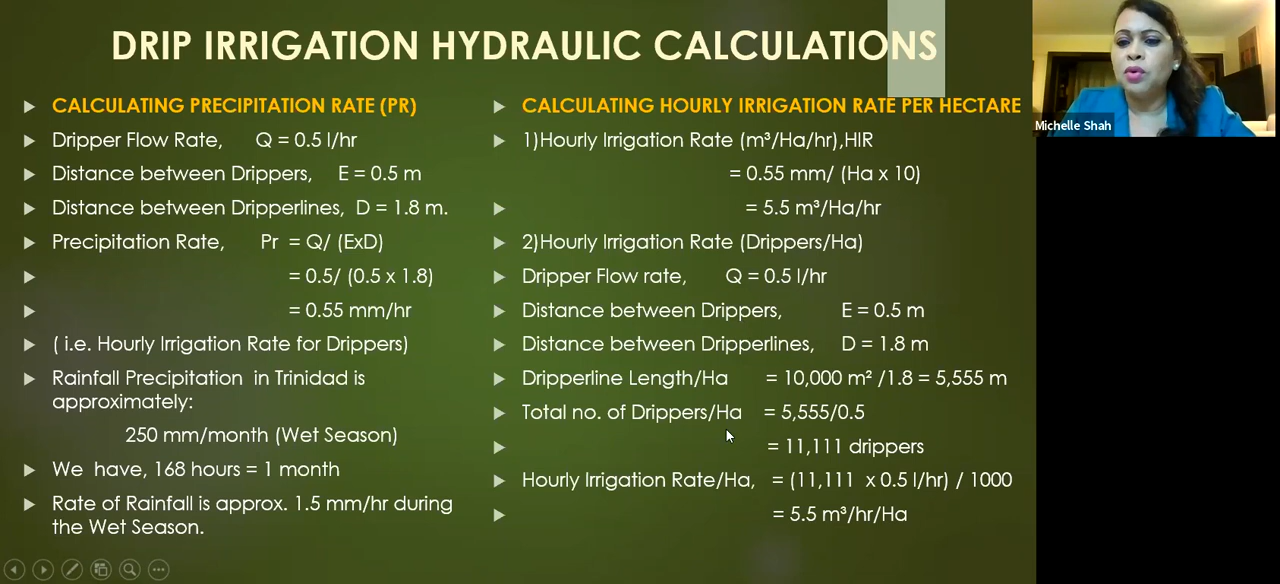 DRIP IRRIGATION HYDRAULIC CALCULATIONS
CALCULATING PRECIPITATION RATE (PR)
Dripper Flow Rate, Q = 0.5 l/hr
Distance between Drippers, E = 0.5 m
Distance between Dripperlines, D = 1.8 m.
Precipitation Rate, Pr = Q/ (ExD)
= 0.5/ (0.5 x 1.8)
= 0.55 mm/hr
( i.e. Hourly Irrigation Rate for Drippers)
Rainfall Precipitation in Trinidad is
approximately:
250 mm/month (Wet Season)
We have, 168 hours = 1 month
Rate of Rainfall is approx. 1.5 mm/hr during
the Wet Season.
CALCULATING HOURLY IRRIGATION RATE PER HECTARE
1)Hourly Irrigation Rate (m³/Ha/hr),HIR
= 0.55 mm/ (Ha x 10)
= 5.5 m³/Ha/hr
2)Hourly Irrigation Rate (Drippers/Ha)
Dripper Flow rate, Q = 0.5 l/hr
Distance between Drippers, E = 0.5 m
Distance between Dripperlines, D = 1.8 m
Dripperline Length/Ha = 10,000 m² /1.8 = 5,555 m
Total no. of Drippers/Ha = 5,555/0.5
= 11,111 drippers
Hourly Irrigation Rate/Ha, = (11,111 x 0.5 l/hr) / 1000
= 5.5 m³/hr/Ha
Michelle Shah